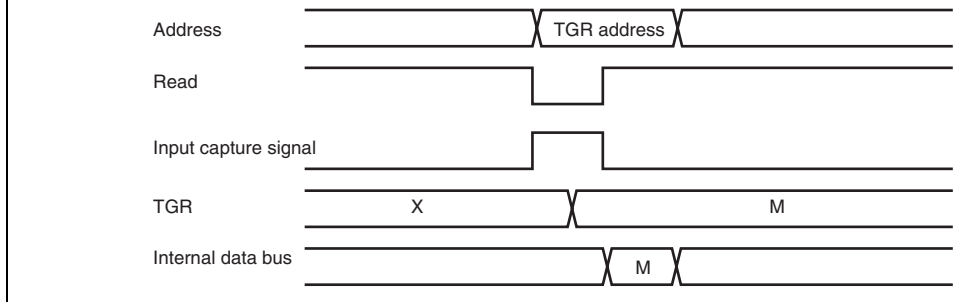 Address
TGR address
Read
Input capture signal
TGR
X
M
Internal data bus
M